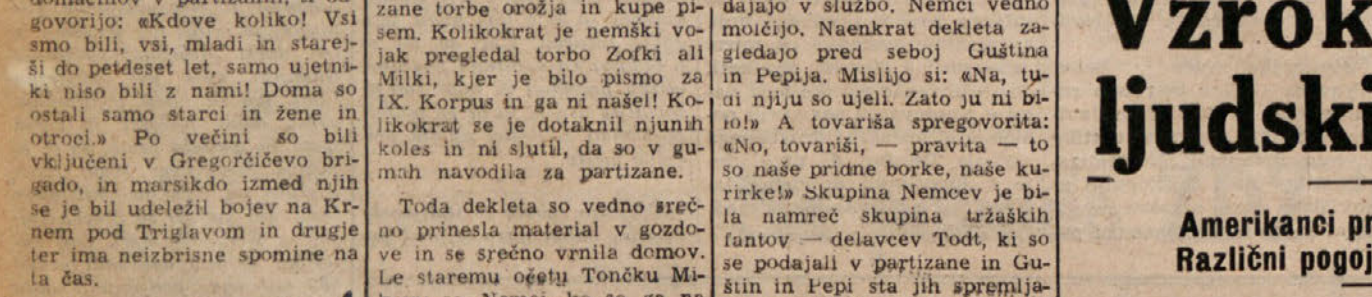 govorijo: «Kdove koliko! Vsi
smo bili, vsi, mladi in starej-
ši do petdeset let, samo ujetni-
ki niso bili z nami! Doma so
ostali samo starci in žene in
otroci.» Po večini so bili
vključeni v Gregorčičevo bri-
gado, in marsikdo izmed njih
se je bil udeležil bojev na Kr-
nem pod Triglavom in drugje
ter ima neizbrisne spomine na
ta čas.
zane torbe orožja in kupe pi-
sem. Kolikokrat je nemški vo-
jak pregledal torbo Zofki ali
Milki, kjer je bilo pismo za
IX. Korpus in ga ni našel! Ko-
likokrat se je dotaknil njunih
koles in ni slutil, da so v gu-
mah navodila za partizane.
Toda dekleta so vedno sreč-
no prinesla material v gozdo-
ve in se srečno vrnila domov.
Le staremu očetu Tončku Mi-
dajajo v službo. Nemci vedno
molčijo. Naenkrat dekleta za-
gledajo pred seboj Guština
in Pepija. Mislijo si: «Na, tu-
di njiju so ujeli. Zato ju ni bi-
lo!» A tovariša spregovorita:
«No, tovariši, — pravita — to
so naše pridne borke, naše ku-
rirke!» Skupina Nemcev je bi-
la namreč skupina tržaških
fantov — delavcev Todt, ki so
se podajali v partizane in Gu-
štin in Pepi sta jih spremlja-
Vzrok
ljudski
Amerikanci pr
Različni pogoj